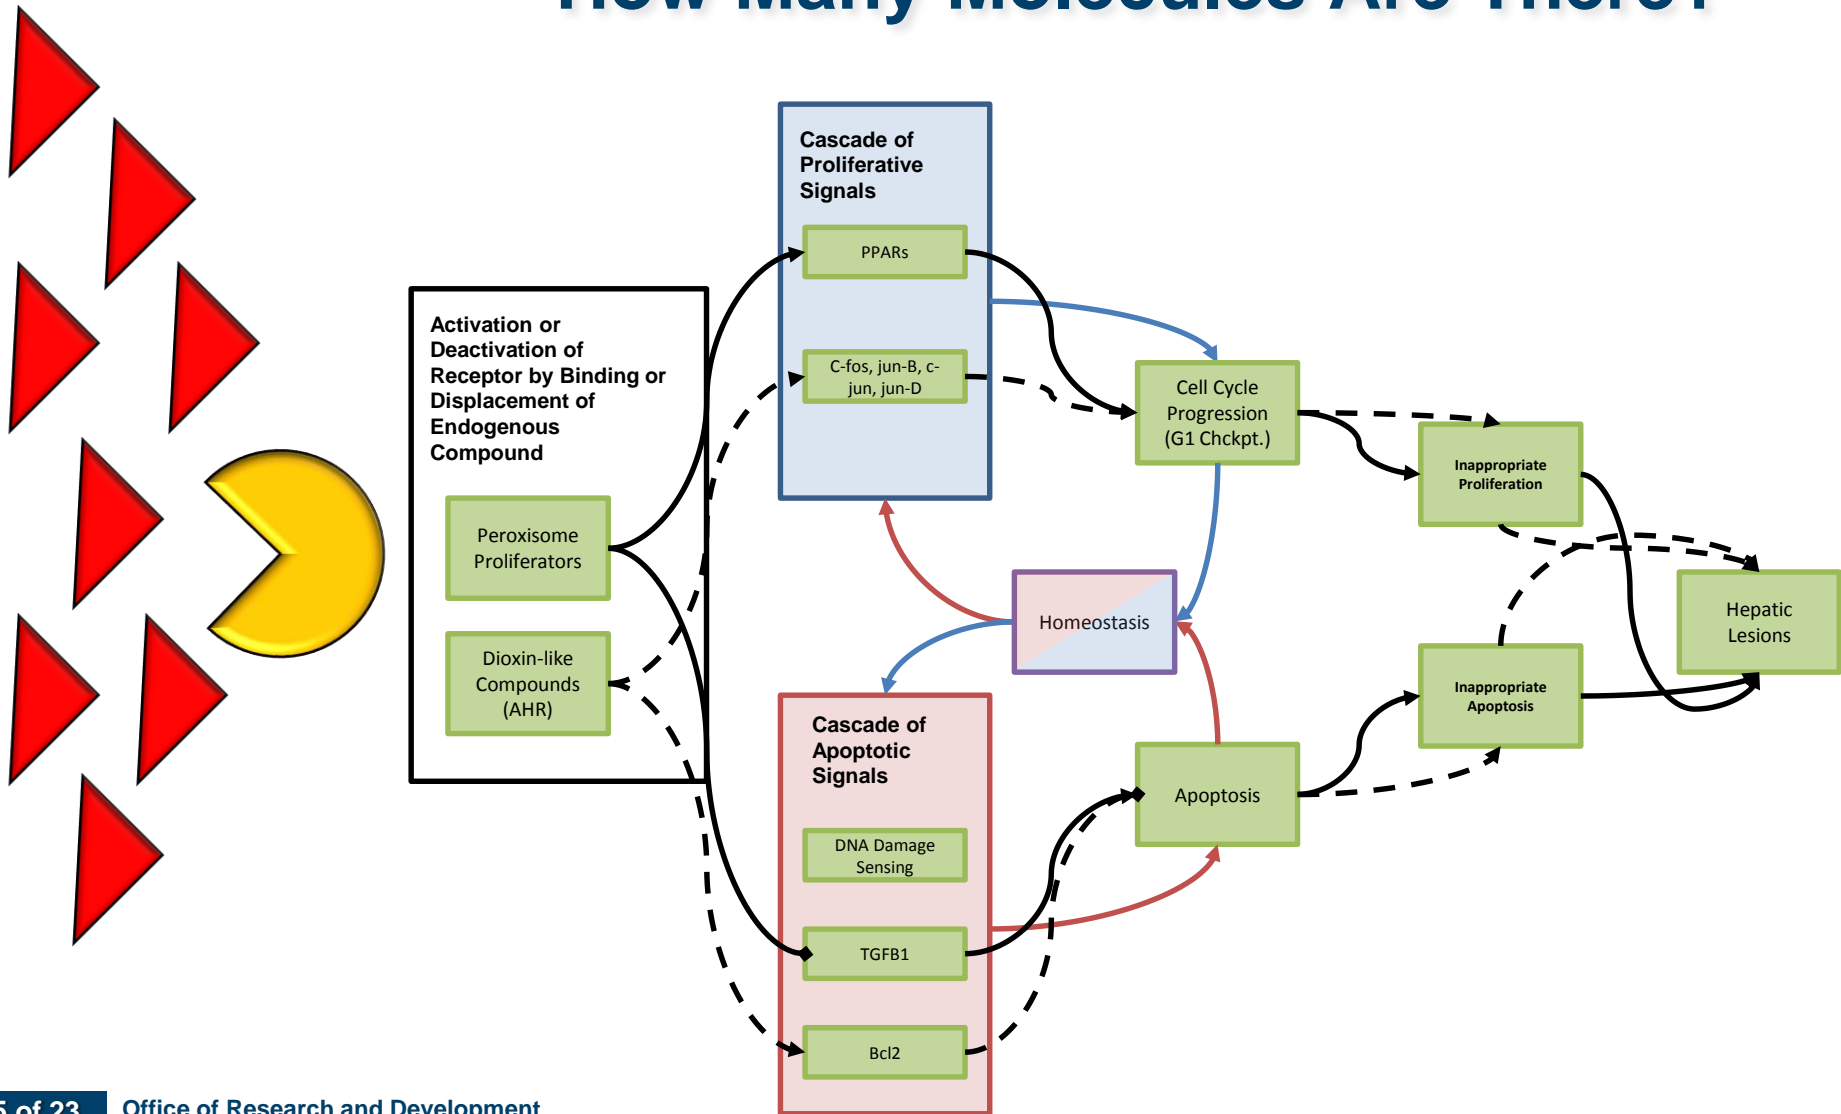 How Many Molecules Are There?
Cascade of
Proliferative
Signals
PPARs
C-fos, jun-B, c-
jun, jun-D
Activation or
Deactivation of
Receptor by Binding or
Displacement of
Endogenous
Compound
Peroxisome
Proliferators
Dioxin-like
Compounds
(AHR)
Cell Cycle
Progression
(G1 Chckpt.)
Inappropriate
Proliferation
Homeostasis
Hepatic
Lesions
Inappropriate
Apoptosis
Cascade of
Apoptotic
Signals
Apoptosis
DNA Damage
Sensing
TGFB1
Bcl2
5 of 23
Office of Research and Development